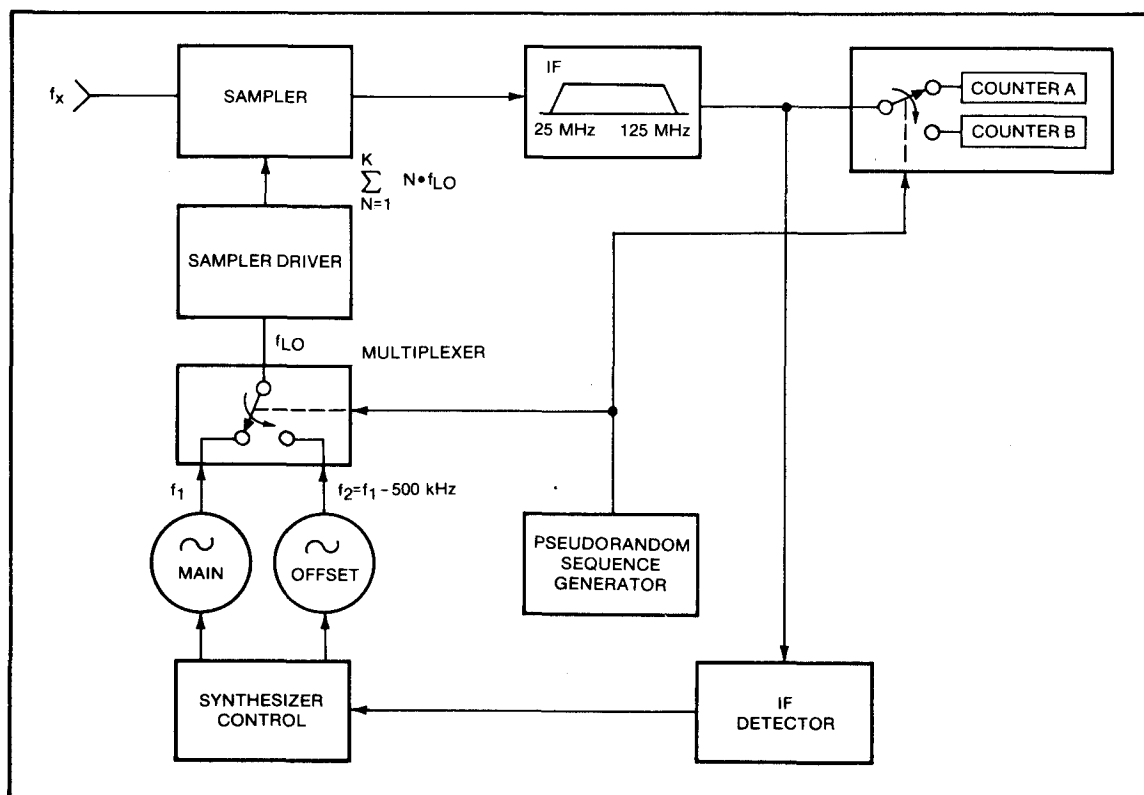 fx
SAMPLER
IF
25 MHz 125 MHz
COUNTER A
COUNTER B
K
∑ N•fLO
N=1
SAMPLER DRIVER
fLO
MULTIPLEXER
f1
f2=f1-500 kHz
MAIN
OFFSET
PSEUDORANDOM
SEQUENCE
GENERATOR
SYNTHESIZER
CONTROL
IF
DETECTOR